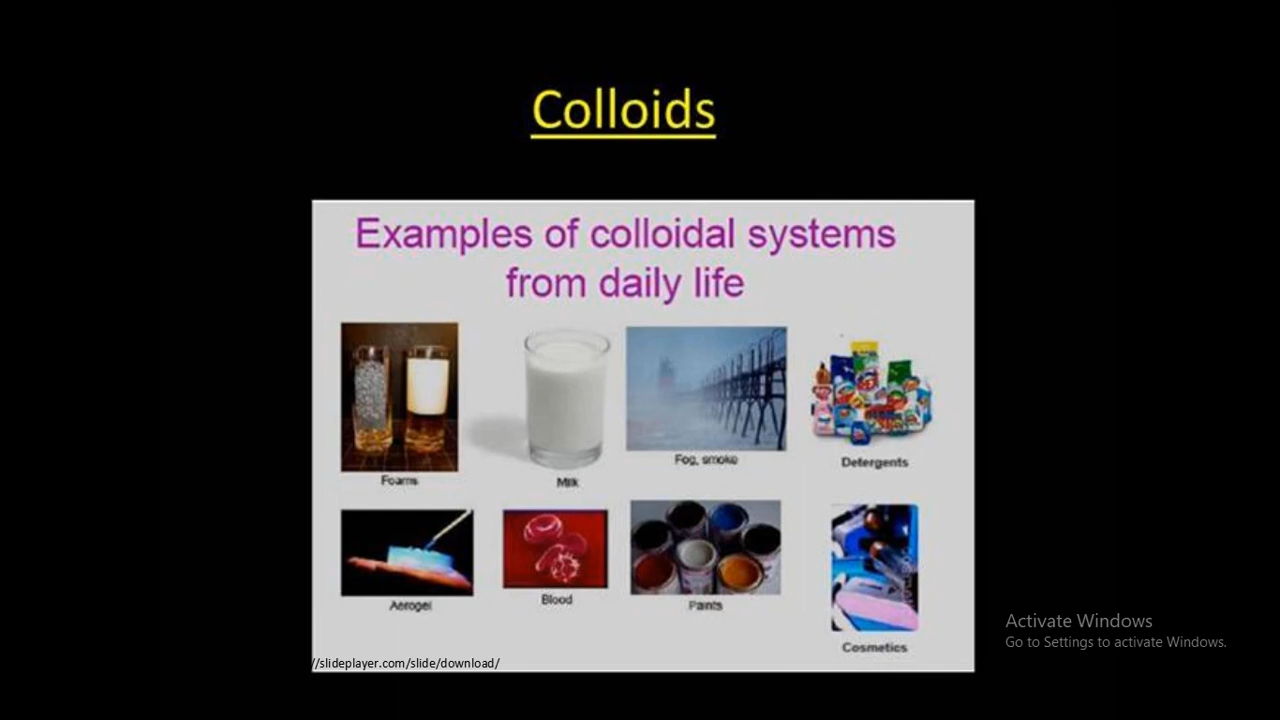 Colloids
Examples of colloidal systems
from daily life
Foams
Milk
Fog, smoke
Detergents
Aerogel
Blood
Paints
Cosmetics
//slideplayer.com/slide/download/
Activate Windows
Go to Settings to activate Windows.